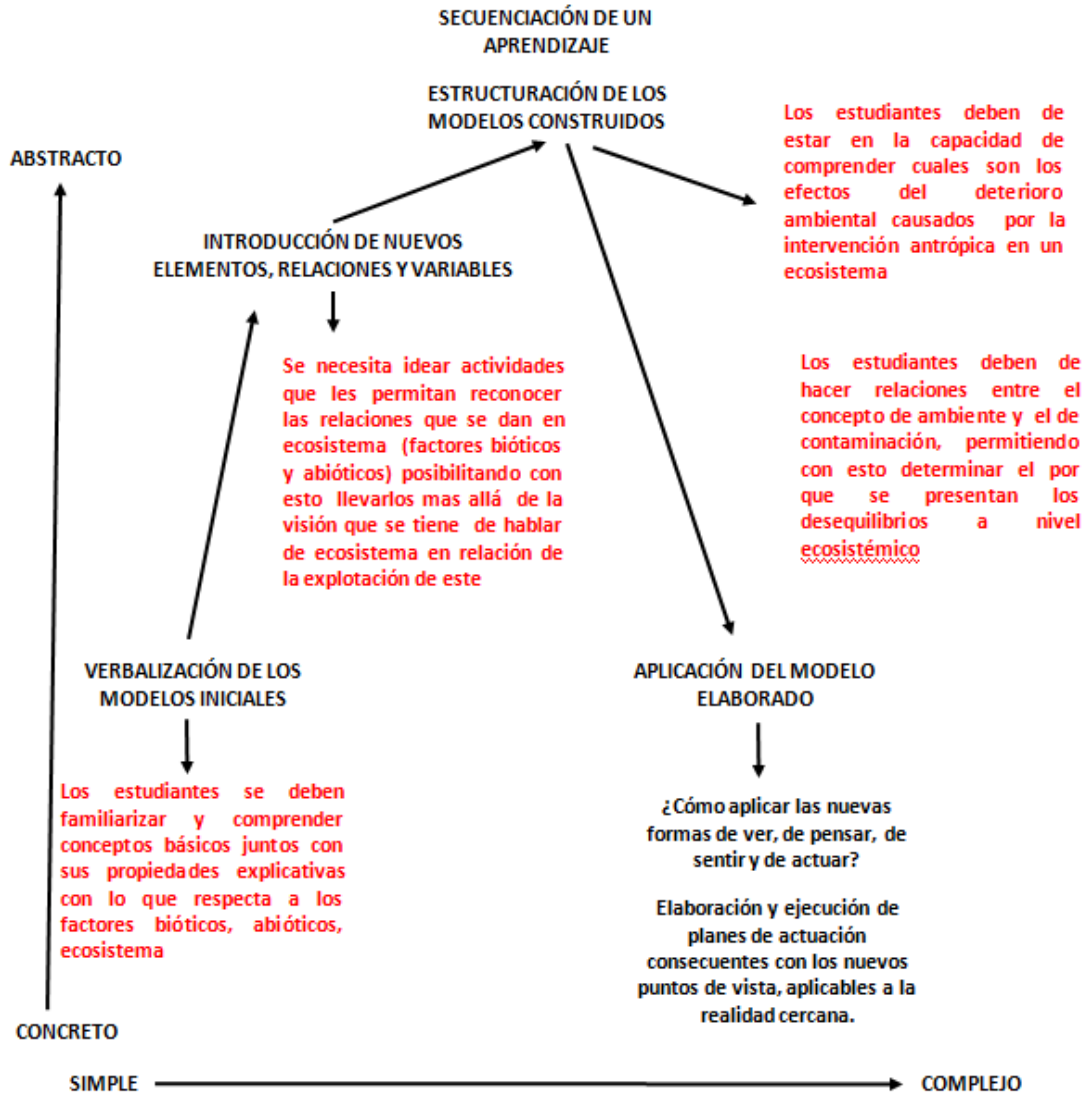 SECUENCIACIÓN DE UN
APRENDIZAJE
ESTRUCTURACIÓN DE LOS
MODELOS CONSTRUIDOS
Los estudiantes deben de
estar en la capacidad de
comprender cuales son los
efectos del deterioro
ambiental causados por la
intervención antrópica en un
ecosistema
ABSTRACTO
INTRODUCCIÓN DE NUEVOS
ELEMENTOS, RELACIONES Y VARIABLES
Se necesita idear actividades
que les permitan reconocer
las relaciones que se dan en
ecosistema (factores bióticos
y abióticos) posibilitando con
esto llevarlos mas allá de la
visión que se tiene de hablar
de ecosistema en relación de
la explotación de este
Los estudiantes deben de
hacer relaciones entre el
concepto de ambiente y el de
contaminación, permitiendo
con esto determinar el por
que se presentan los
desequilibrios a nivel
ecosistémico
VERBALIZACIÓN DE LOS
MODELOS INICIALES
Los estudiantes se deben
familiarizar y comprender
conceptos básicos juntos con
sus propiedades explicativas
con lo que respecta a los
factores bióticos, abióticos,
ecosistema
APLICACIÓN DEL MODELO
ELABORADO
¿Cómo aplicar las nuevas
formas de ver, de pensar, de
sentir y de actuar?
Elaboración y ejecución de
planes de actuación
consecuentes con los nuevos
puntos de vista, aplicables a la
realidad cercana.
CONCRETO
SIMPLE
COMPLEJO